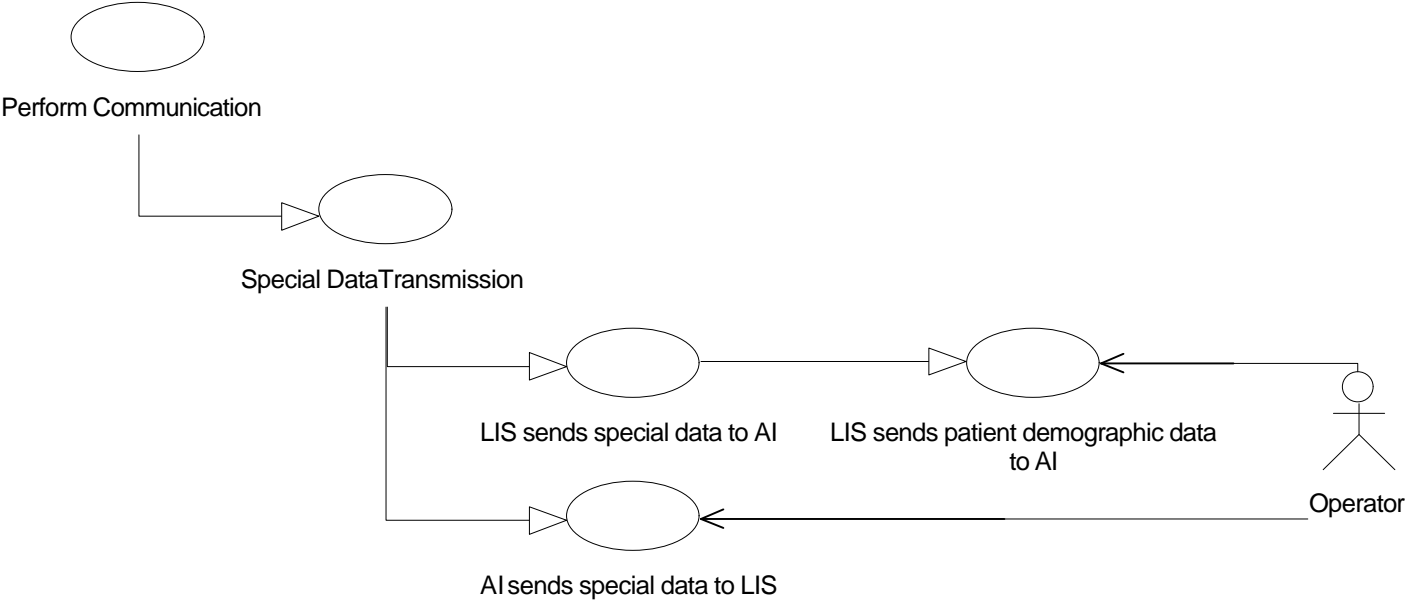 Perform Communication
Special DataTransmission
LIS sends special data to AI
LIS sends patient demographic data
to AI
Operator
AI sends special data to LIS